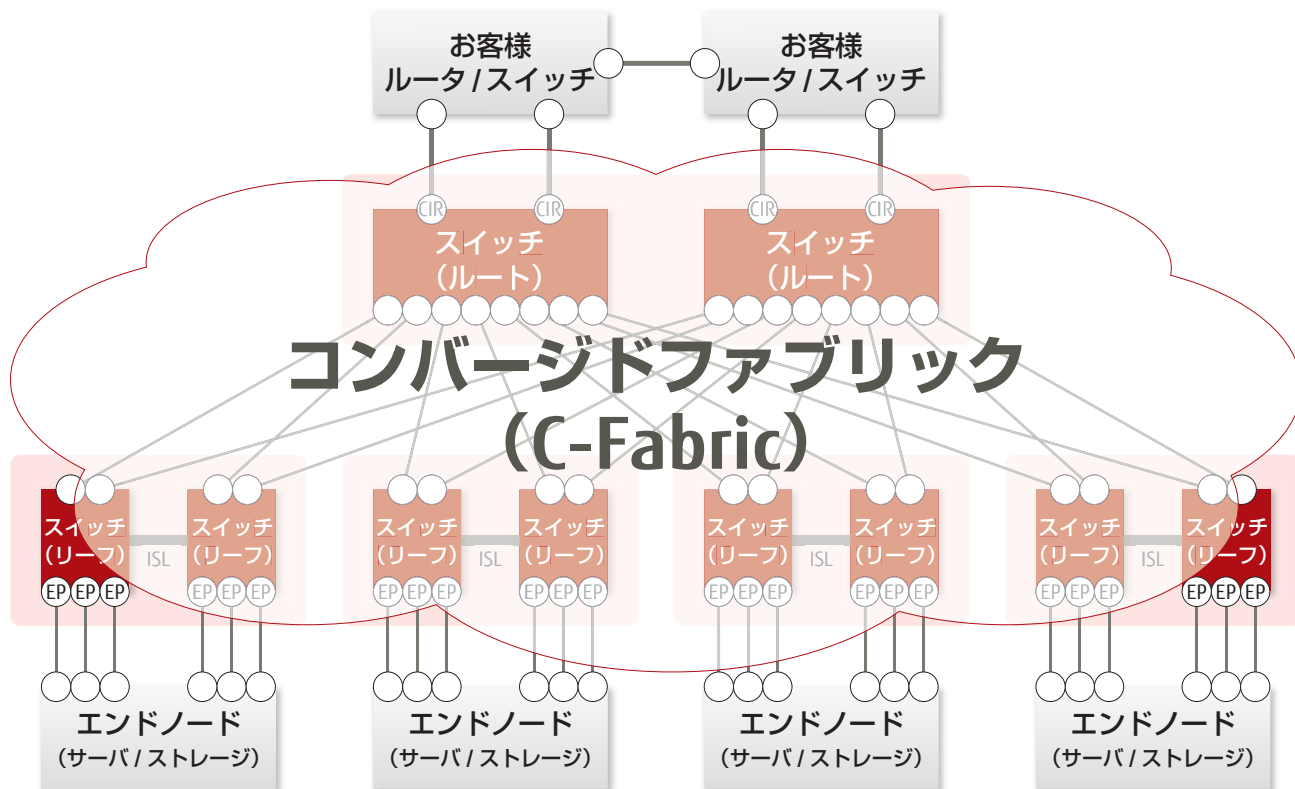 お客様
ルータ / スイッチ
お客様
ルータ / スイッチ
CIR CIR CIR CIR
スイッチ
（ルート）
スイッチ
（ルート）
コンバージドファブリック
（C-Fabric）
スイッチ
（リーフ）
ISL
スイッチ
（リーフ）
スイッチ
（リーフ）
ISL
スイッチ
（リーフ）
スイッチ
（リーフ）
ISL
スイッチ
（リーフ）
スイッチ
（リーフ）
ISL
スイッチ
（リーフ）
EP EP EP EP EP EP EP EP EP EP EP EP EP EP EP EP EP EP EP EP EP EP EP EP
エンドノード
（サーバ / ストレージ）
エンドノード
（サーバ / ストレージ）
エンドノード
（サーバ / ストレージ）
エンドノード
（サーバ / ストレージ）